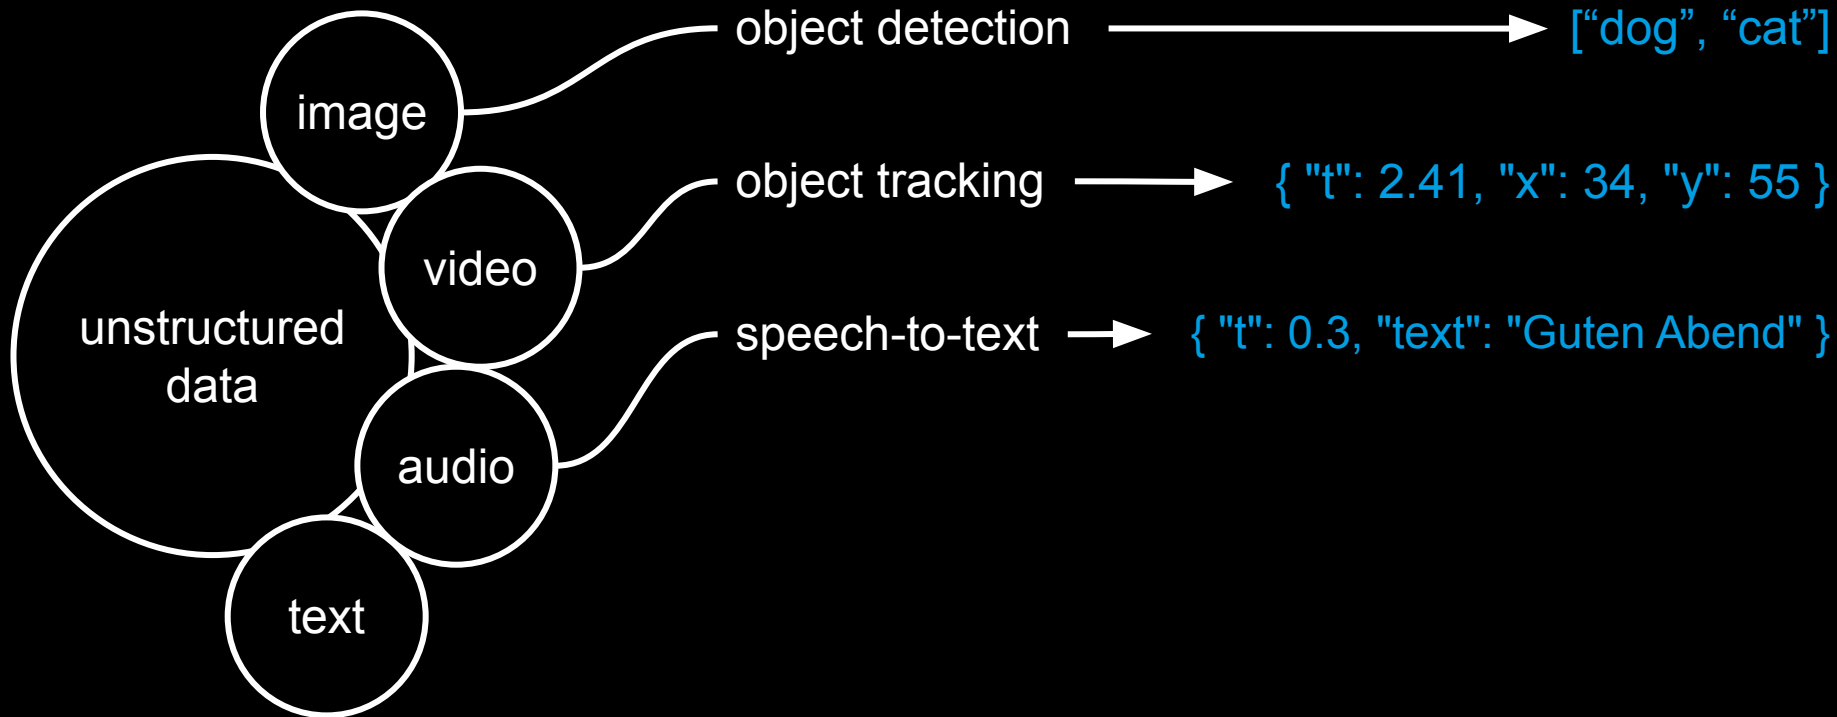 object detection
["dog", "cat"]
image
object tracking
{ "t": 2.41, "x": 34, "y": 55 }
video
unstructured
data
speech-to-text
{ "t": 0.3, "text": "Guten Abend" }
audio
text